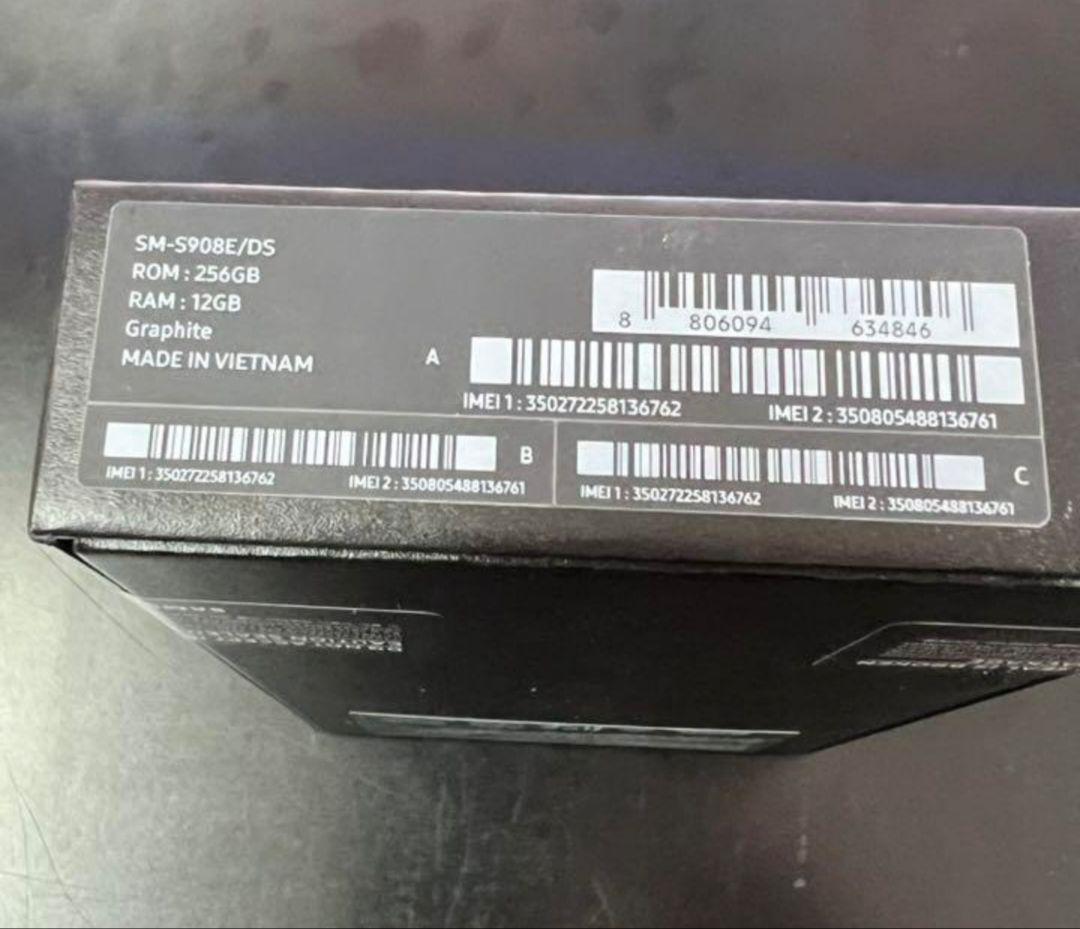 SM-S908E/DS
ROM : 256GB
RAM : 12GB
Graphite
MADE IN VIETNAM
8 806094 634846
A
IMEI 1 : 350272258136762 IMEI 2 : 350805488136761
B
IMEI 1 : 350272258136762 IMEI 2 : 350805488136761
C
IMEI 1 : 350272258136762 IMEI 2 : 350805488136761